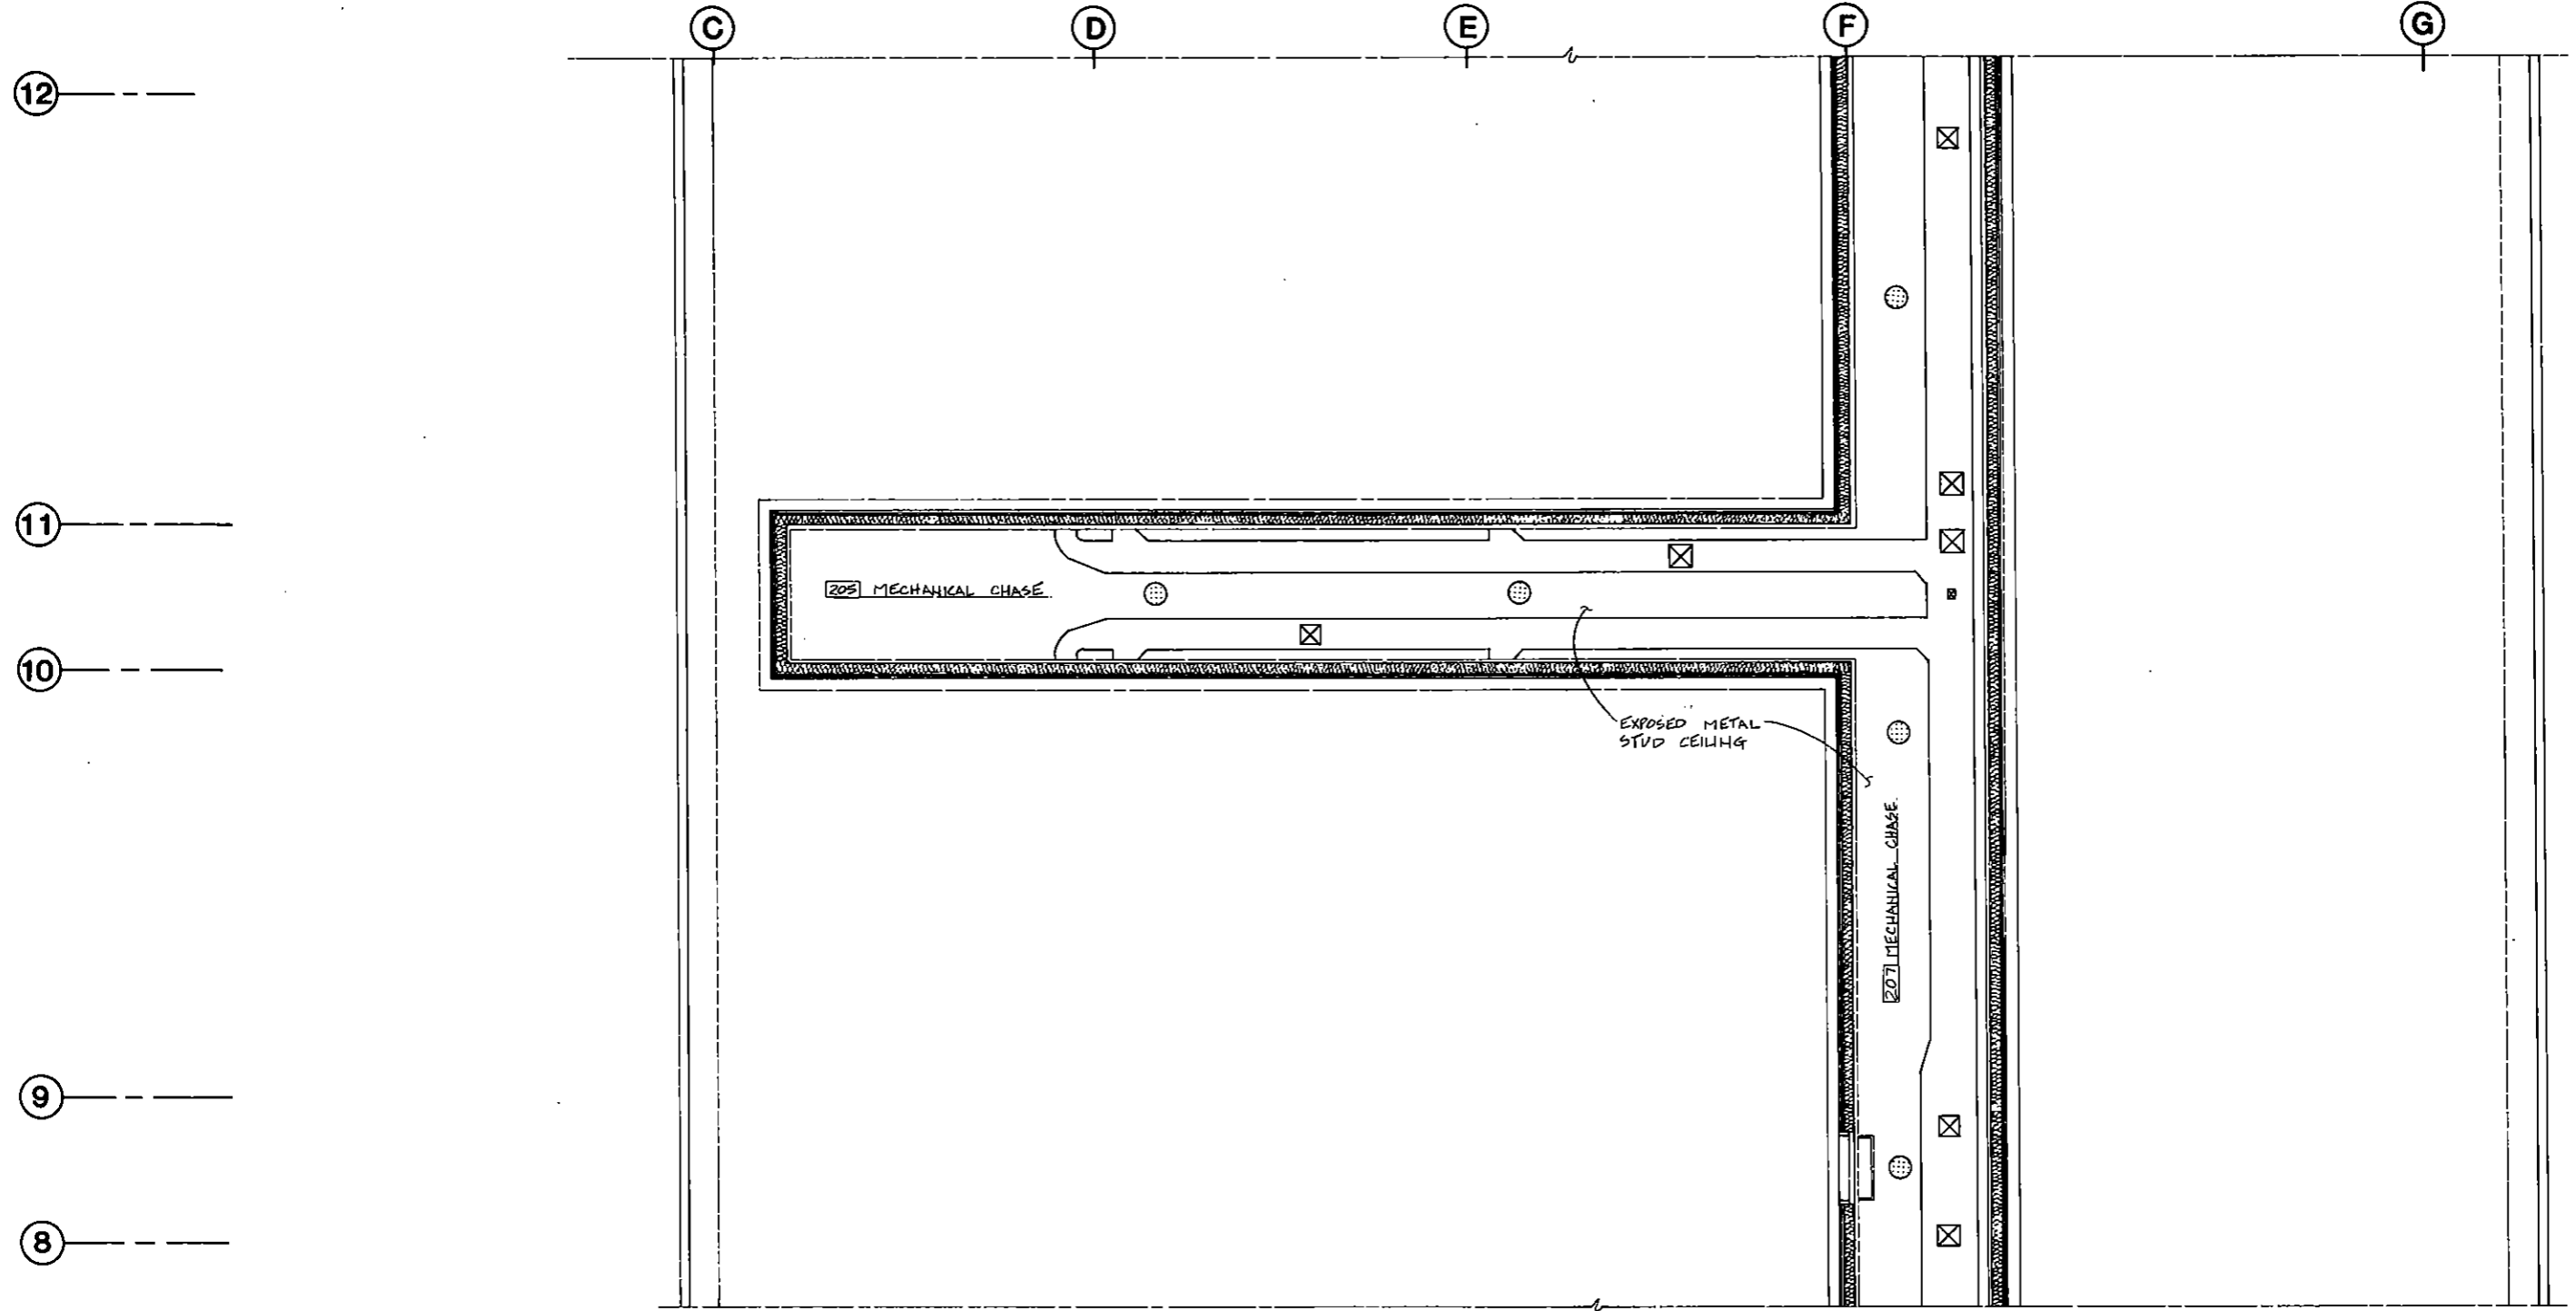 C D E F G
12
11
205 MECHANICAL CHASE
10
EXPOSED METAL
STUD CEILING
207 MECHANICAL CHASE
9
8